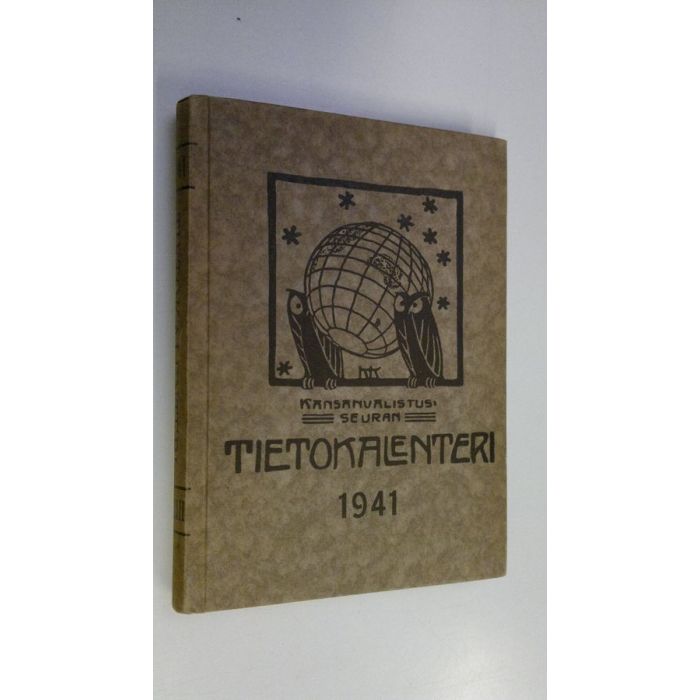 KANSANVALISTUS-
SEURAN
TIETOKALENTERI
1941